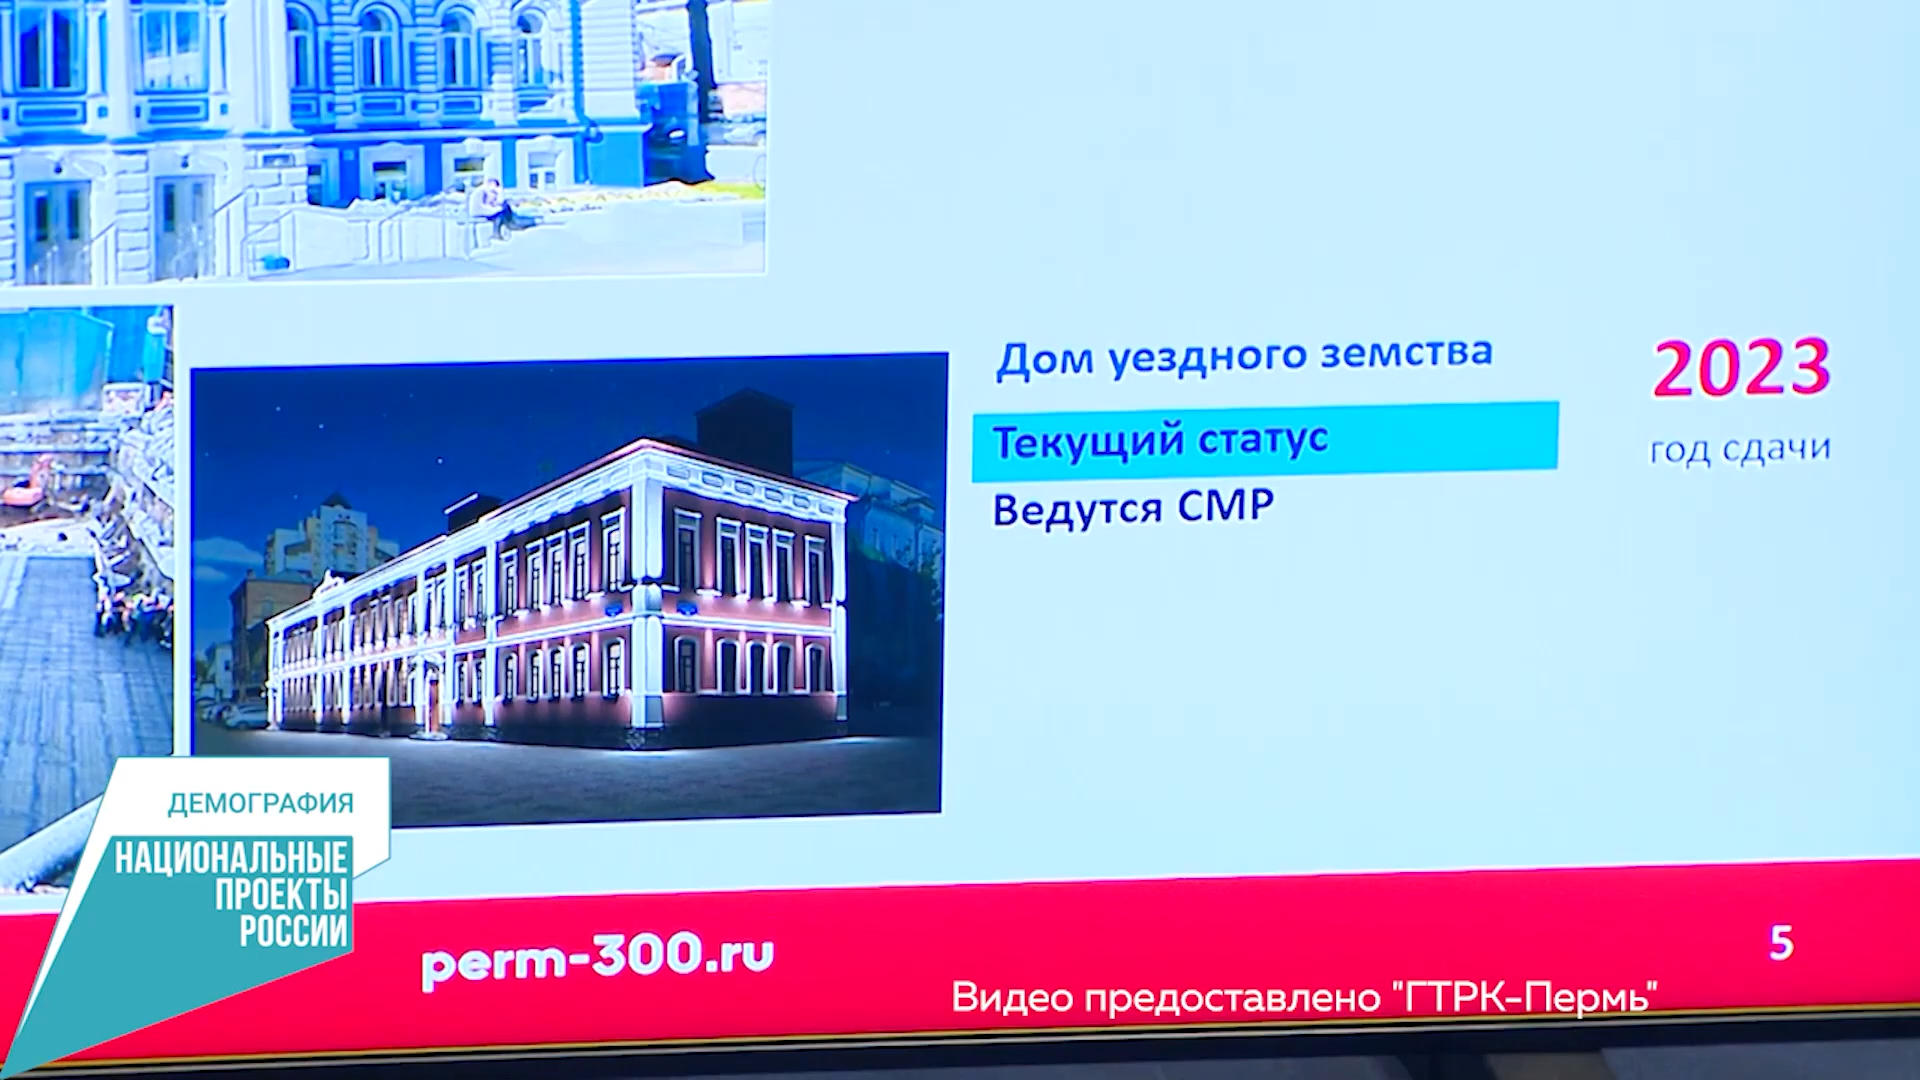 Дом уездного земства
2023
Текущий статус
год сдачи
Ведутся СМР
ДЕМОГРАФИЯ
НАЦИОНАЛЬНЫЕ
ПРОЕКТЫ
РОССИИ
perm-300.ru
5
Видео предоставлено "ГТРК-Пермь"